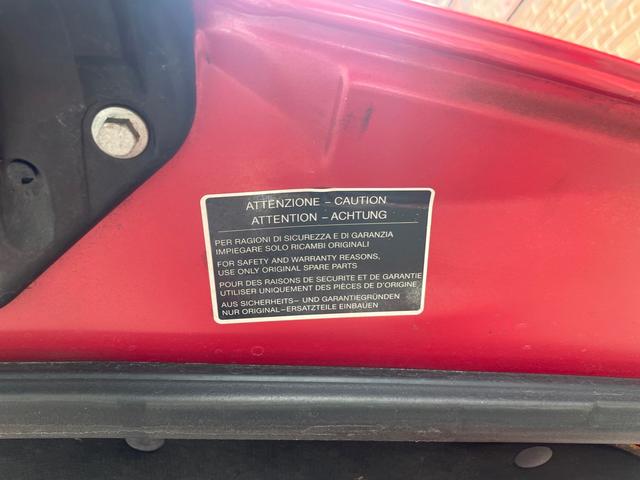 ATTENZIONE – CAUTION
ATTENTION – ACHTUNG
PER RAGIONI DI SICUREZZA E DI GARANZIA
IMPIEGARE SOLO RICAMBI ORIGINALI
FOR SAFETY AND WARRANTY REASONS,
USE ONLY ORIGINAL SPARE PARTS
POUR DES RAISONS DE SECURITE ET DE GARANTIE
UTILISER UNIQUEMENT DES PIÈCES DE D'ORIGINE
AUS SICHERHEITS– UND GARANTIEGRÜNDEN
NUR ORIGINAL–ERSATZTEILE EINBAUEN